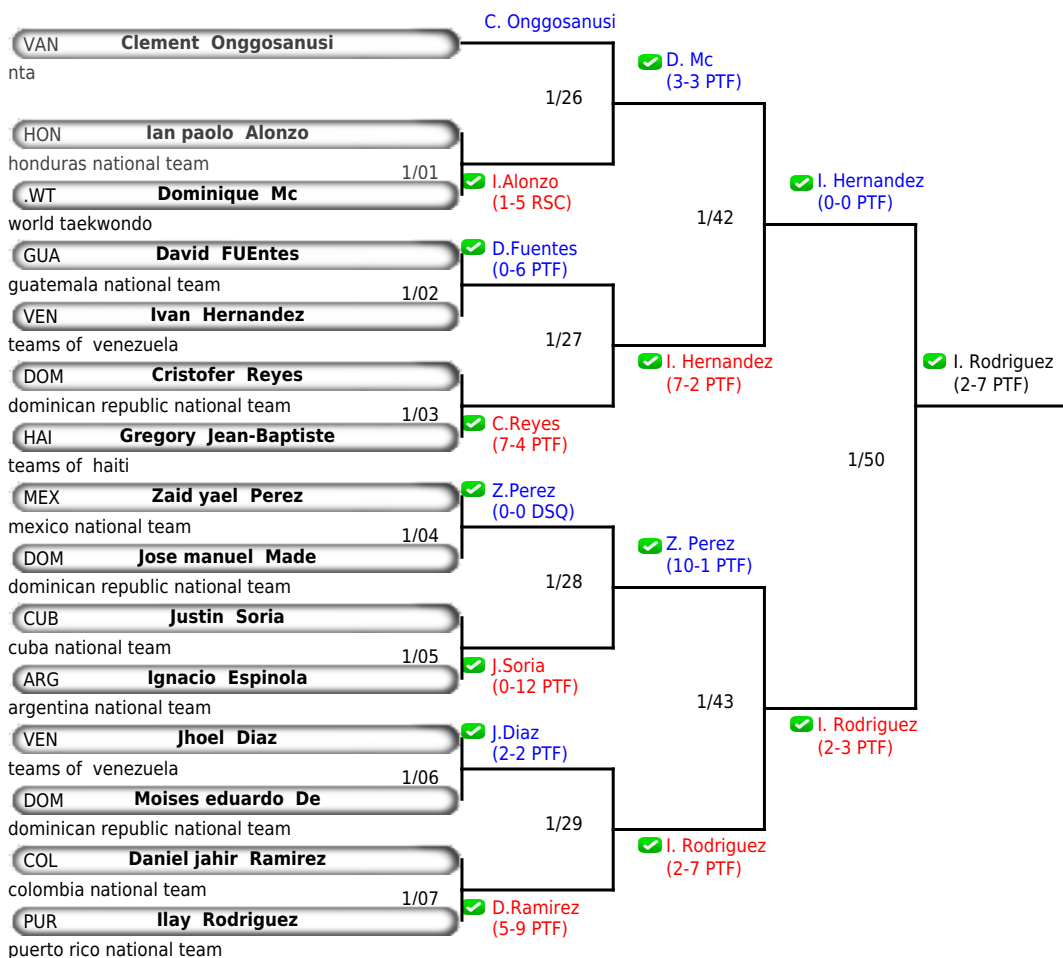 C. Onggosanusi
VAN Clement Onggosanusi
nta
D. Mc
(3-3 PTF)
1/26
HON Ian paolo Alonzo
honduras national team
1/01
I.Alonzo
(1-5 RSC)
.WT Dominique Mc
world taekwondo
I. Hernandez
(0-0 PTF)
1/42
GUA David FUEntes
guatemala national team
D.Fuentes
(0-6 PTF)
1/02
VEN Ivan Hernandez
teams of venezuela
1/27
DOM Cristofer Reyes
dominican republic national team
I. Hernandez
(7-2 PTF)
I. Rodriguez
(2-7 PTF)
1/03
C.Reyes
(7-4 PTF)
HAI Gregory Jean-Baptiste
teams of haiti
1/50
MEX Zaid yael Perez
mexico national team
Z.Perez
(0-0 DSQ)
1/04
DOM Jose manuel Made
dominican republic national team
Z. Perez
(10-1 PTF)
1/28
CUB Justin Soria
cuba national team
1/05
J.Soria
(0-12 PTF)
ARG Ignacio Espinola
argentina national team
1/43
I. Rodriguez
(2-3 PTF)
VEN Jhoel Diaz
teams of venezuela
J.Diaz
(2-2 PTF)
1/06
DOM Moises eduardo De
dominican republic national team
1/29
COL Daniel jahir Ramirez
colombia national team
I. Rodriguez
(2-7 PTF)
1/07
D.Ramirez
(5-9 PTF)
PUR Ilay Rodriguez
puerto rico national team